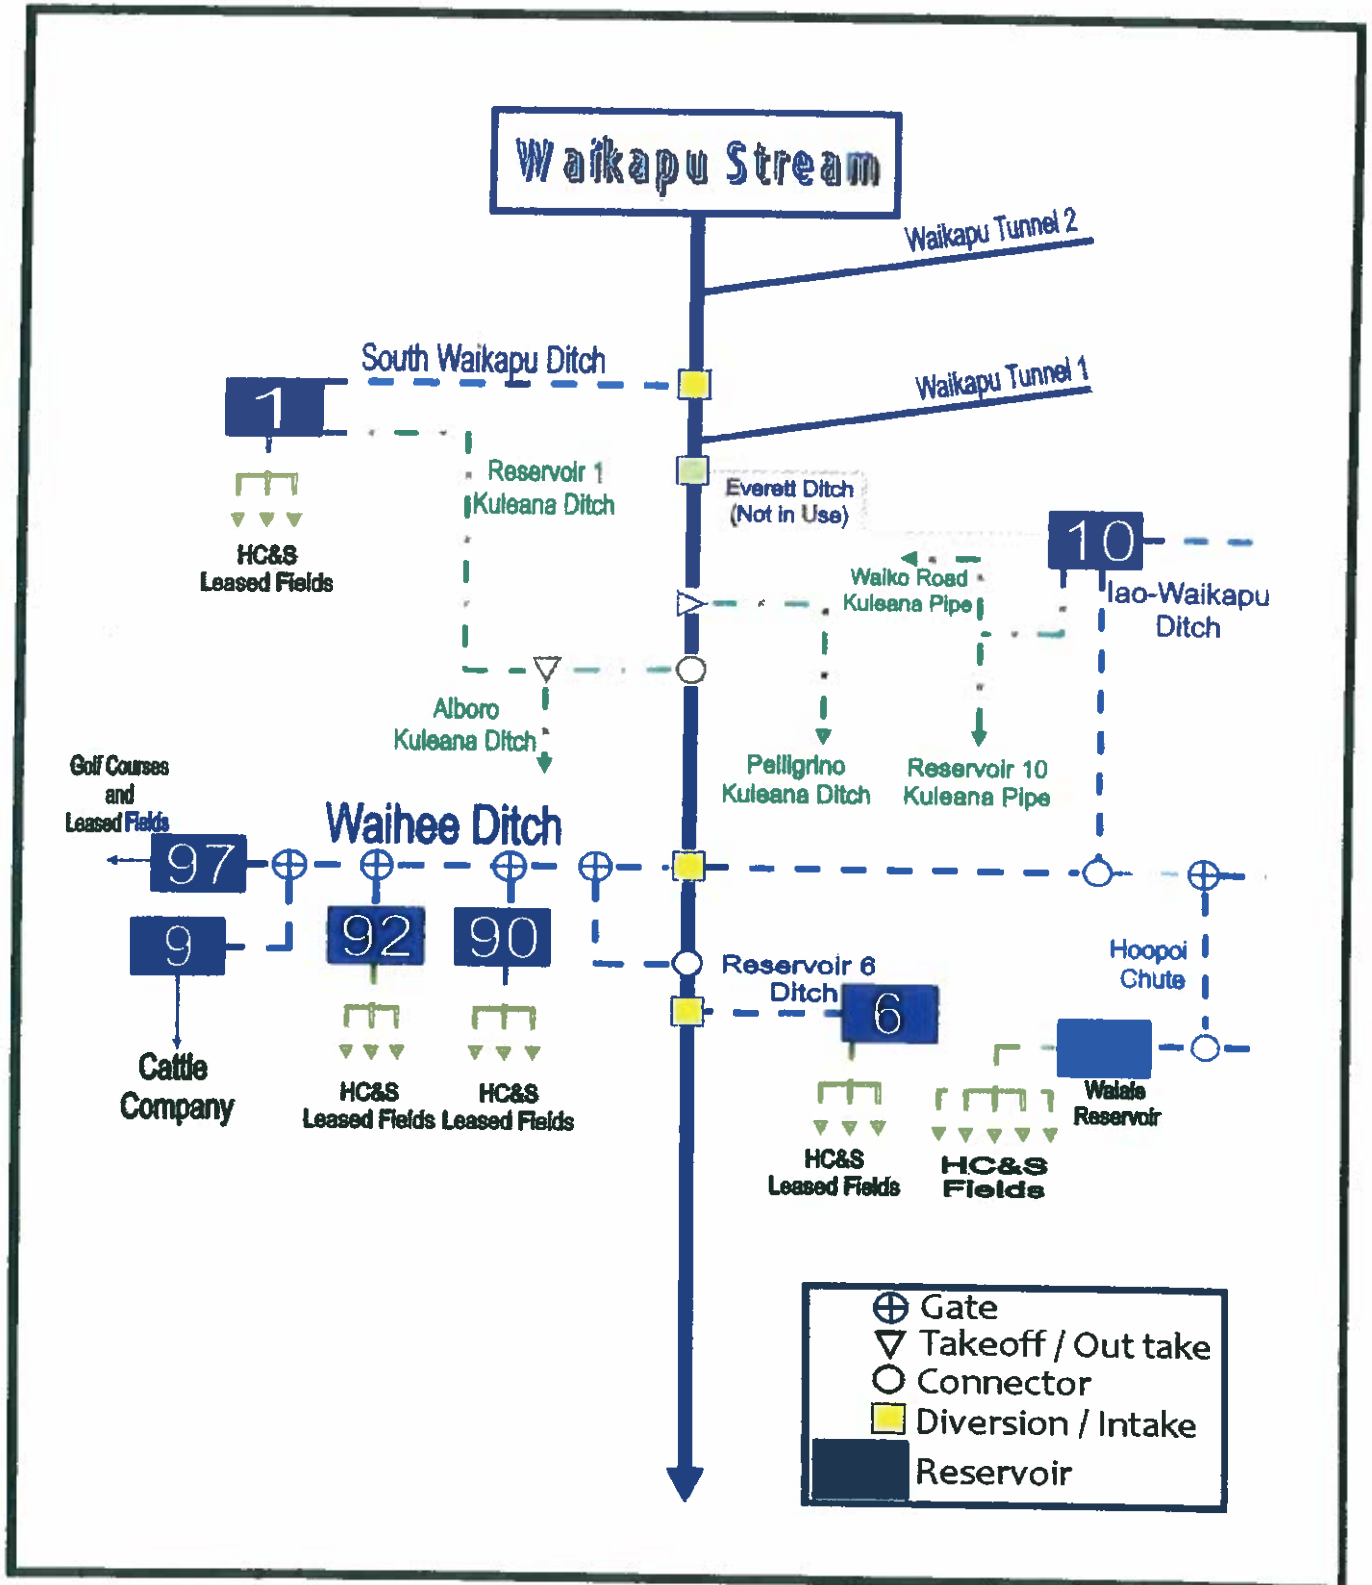 Waikapu Stream
Waikapu Tunnel 2
South Waikapu Ditch
Waikapu Tunnel 1
1
Reservoir 1
Kuleana Ditch
Everett Ditch
(Not in Use)
10
HC&S
Leased Fields
Waiko Road
Kuleana Pipe
Iao-Waikapu
Ditch
Alboro
Kuleana Ditch
Pelligrino
Kuleana Ditch
Reservoir 10
Kuleana Pipe
Golf Courses
and
Leased Fields
Waihee Ditch
97
9
92
90
Reservoir 6
Ditch
6
Hoopoi
Chute
Cattle
Company
HC&S
Leased Fields
HC&S
Leased Fields
Waiale
Reservoir
HC&S
Leased Fields
HC&S
Fields
Gate
Takeoff / Out take
Connector
Diversion / Intake
Reservoir